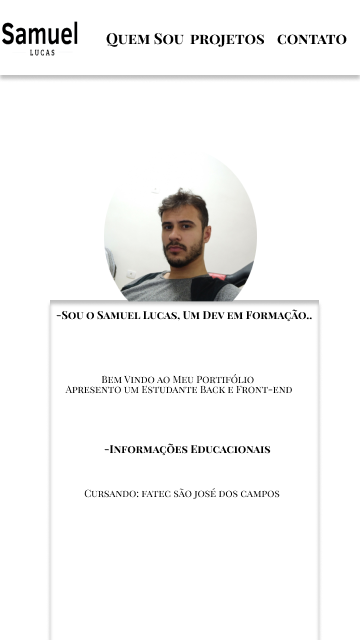 Samuel
LUCAS
Quem Sou projetos contato
-Sou o Samuel Lucas, Um Dev em Formação..
Bem Vindo ao Meu Portifólio
Apresento um Estudante Back e Front-end
-Informações Educacionais
Cursando: fatec são josé dos campos